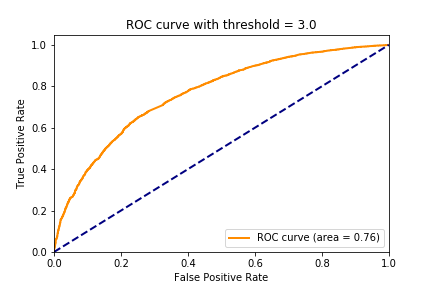 ROC curve with threshold = 3.0
True Positive Rate
1.0
0.8
0.6
0.4
0.2
0.0
ROC curve (area = 0.76)
0.0 0.2 0.4 0.6 0.8 1.0
False Positive Rate